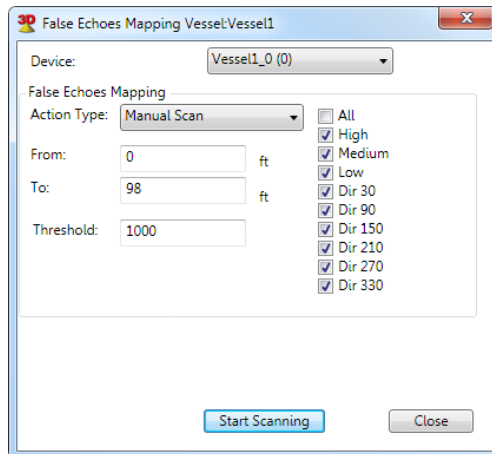 3D False Echoes Mapping Vessel:Vessel1
Device: Vessel1_0 (0)
False Echoes Mapping
Action Type: Manual Scan
All
High
From: 0 ft
Medium
Low
To: 98 ft
Dir 30
Dir 90
Threshold: 1000
Dir 150
Dir 210
Dir 270
Dir 330
Start Scanning Close